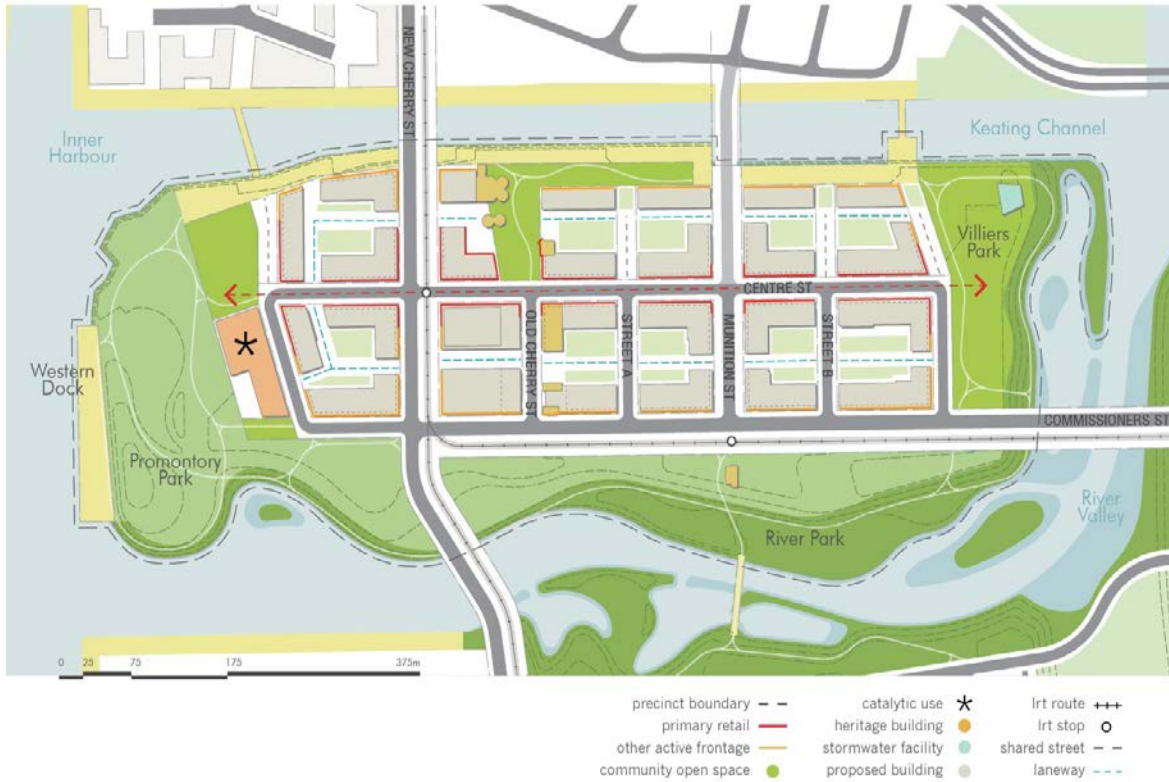 NEW CHERRY ST
Inner
Harbour
Keating Channel
Villiers
Park
CENTRE ST
OLD CHERRY ST
STREET A
MUNITION ST
STREET B
Western
Dock
COMMISSIONERS ST
Promontory
Park
River
Valley
River Park
0 25 75 175 375m
precinct boundary
primary retail
other active frontage
community open space
catalytic use
heritage building
stormwater facility
proposed building
lrt route
lrt stop
shared street
laneway